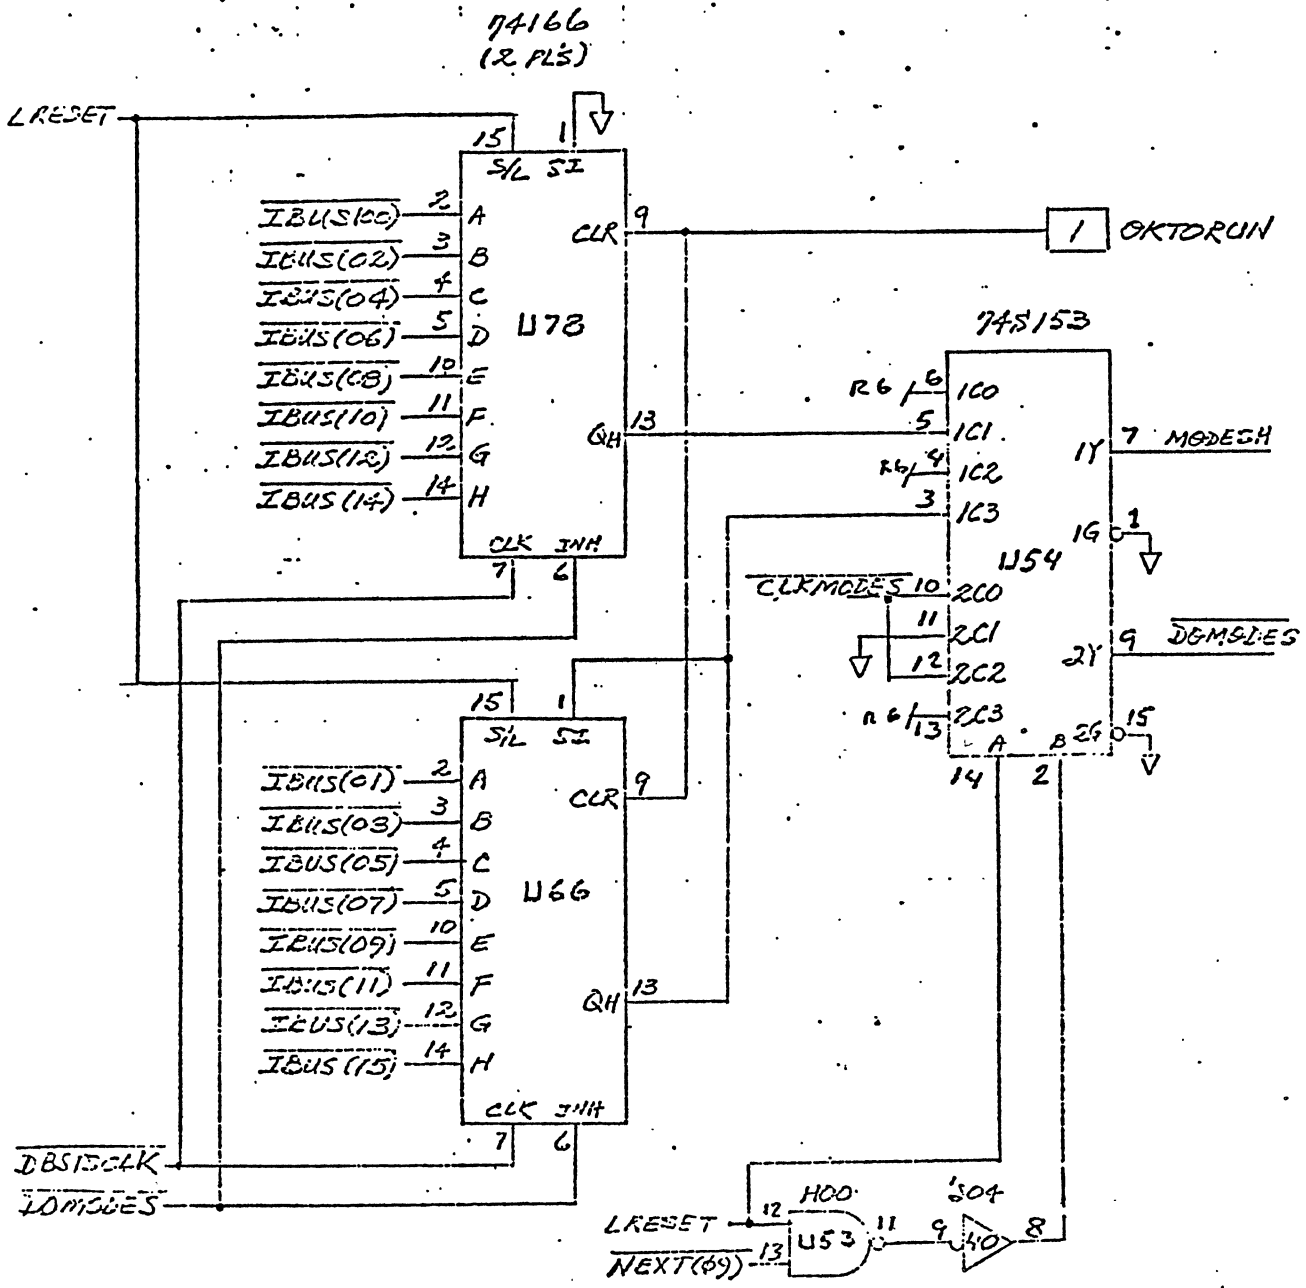 74166
(2 PL'S)
LRESET
15 1
S/L SI
IBUS(00) 2 A
9
CLR
1 OKTORUN
IBUS(02) 3 B
IBUS(04) 4 C
U78
74S153
IBUS(06) 5 D
IBUS(08) 10 E
R6 6 1C0
IBUS(10) 11 F
QH 13
5 1C1
1Y 7 MODESH
IBUS(12) 12 G
R6 4 1C2
IBUS(14) 14 H
3 1C3
1G 1
CLK INH
7 6
U54
CLKMODES 10 2C0
11 2C1
2Y 9 DOMODES
12 2C2
15 1
S/L SI
R6 13 2C3
2G 15
A B
14 2
IBUS(01) 2 A
CLR 9
IBUS(03) 3 B
IBUS(05) 4 C
U66
IBUS(07) 5 D
IBUS(09) 10 E
IBUS(11) 11 F
QH 13
IBUS(13) 12 G
IBUS(15) 14 H
CLK INH
7 6
IOMODES
H00 'S04
LRESET 12
U53 11 9 40 8
NEXT(09) 13